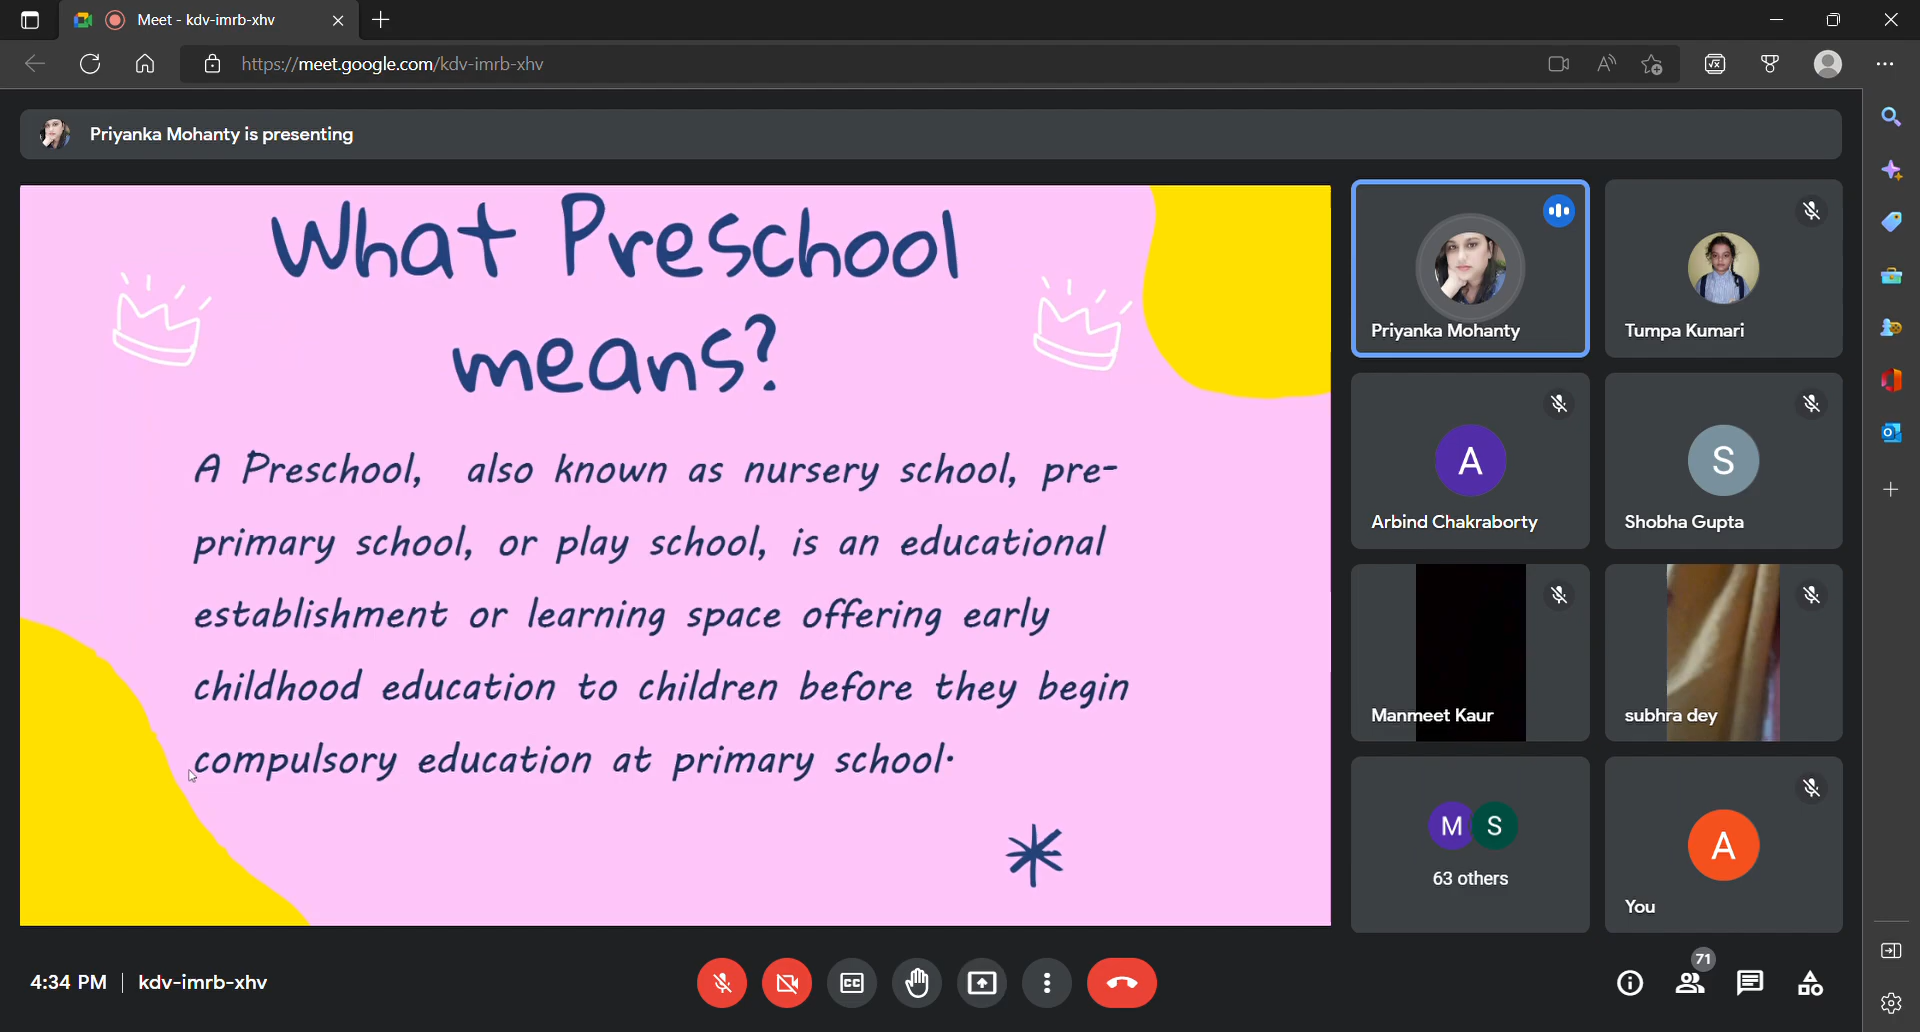 Meet - kdv-imrb-xhv
https://meet.google.com/kdv-imrb-xhv
Priyanka Mohanty is presenting
What Preschool
means?
A Preschool, also known as nursery school, pre-
primary school, or play school, is an educational
establishment or learning space offering early
childhood education to children before they begin
compulsory education at primary school.
Priyanka Mohanty
Tumpa Kumari
A
Arbind Chakraborty
S
Shobha Gupta
Manmeet Kaur
subhra dey
M S
63 others
A
You
4:34 PM | kdv-imrb-xhv
CC
71